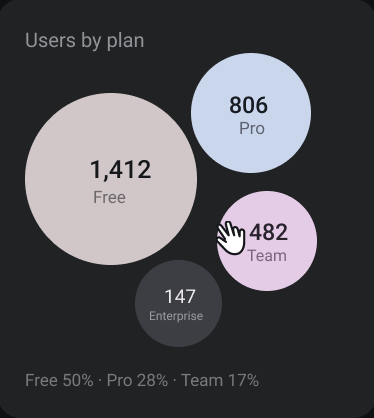 Users by plan
806
Pro
1,412
Free
482
Team
147
Enterprise
Free 50% · Pro 28% · Team 17%